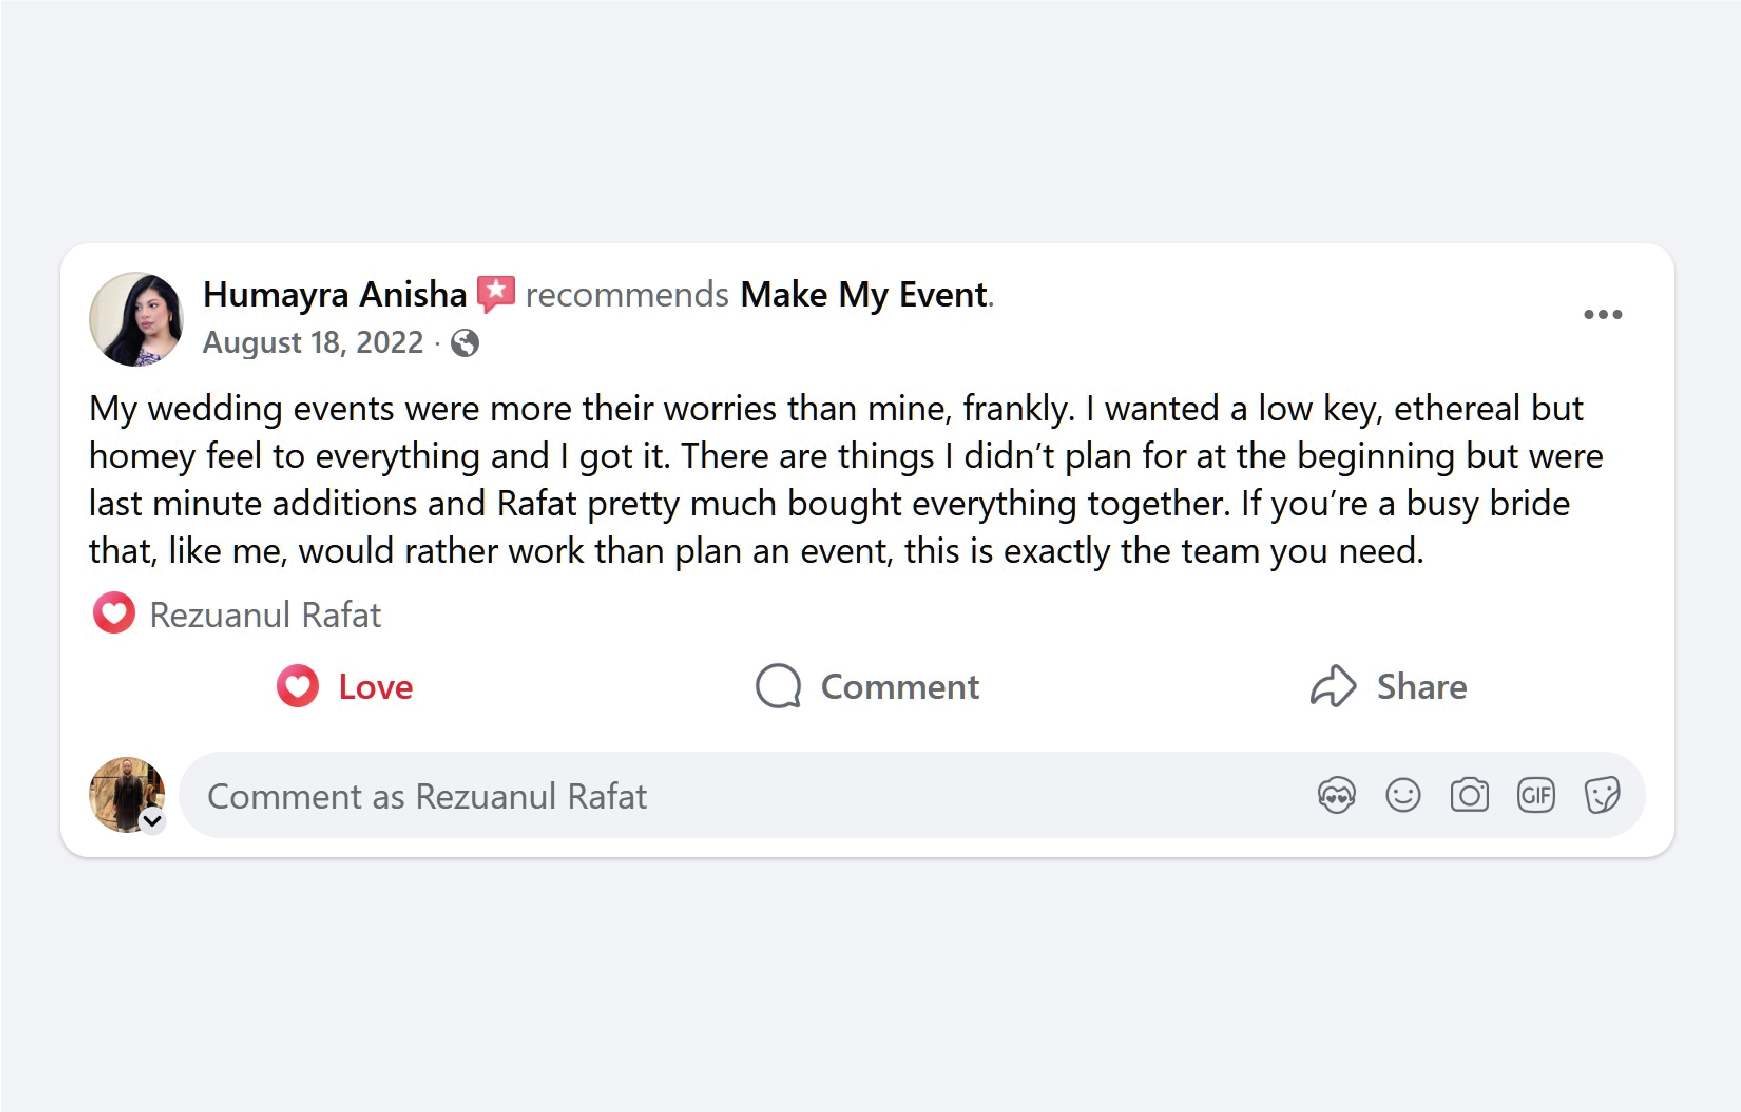 Humayra Anisha recommends Make My Event.
August 18, 2022 ·
My wedding events were more their worries than mine, frankly. I wanted a low key, ethereal but
homey feel to everything and I got it. There are things I didn’t plan for at the beginning but were
last minute additions and Rafat pretty much bought everything together. If you’re a busy bride
that, like me, would rather work than plan an event, this is exactly the team you need.
Rezuanul Rafat
Love Comment Share
Comment as Rezuanul Rafat GIF